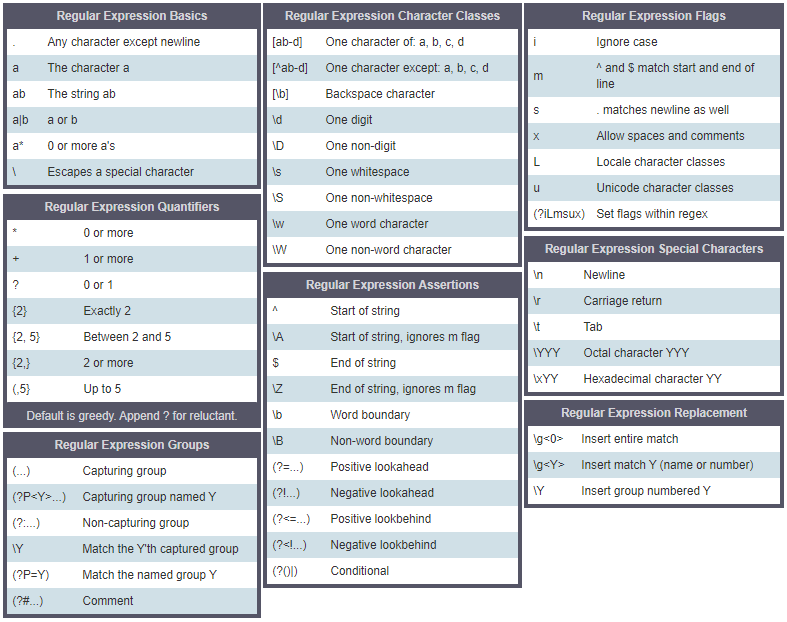 Regular Expression Basics
. Any character except newline
a The character a
ab The string ab
a|b a or b
a* 0 or more a's
\ Escapes a special character
Regular Expression Quantifiers
* 0 or more
+ 1 or more
? 0 or 1
{2} Exactly 2
{2, 5} Between 2 and 5
{2,} 2 or more
(,5} Up to 5
Default is greedy. Append ? for reluctant.
Regular Expression Groups
(...) Capturing group
(?P<Y>...) Capturing group named Y
(?:...) Non-capturing group
\Y Match the Y'th captured group
(?P=Y) Match the named group Y
(?#...) Comment
Regular Expression Character Classes
[ab-d] One character of: a, b, c, d
[^ab-d] One character except: a, b, c, d
[\b] Backspace character
\d One digit
\D One non-digit
\s One whitespace
\S One non-whitespace
\w One word character
\W One non-word character
Regular Expression Assertions
^ Start of string
\A Start of string, ignores m flag
$ End of string
\Z End of string, ignores m flag
\b Word boundary
\B Non-word boundary
(?=...) Positive lookahead
(?!...) Negative lookahead
(?<=...) Positive lookbehind
(?<!...) Negative lookbehind
(?()|) Conditional
Regular Expression Flags
i Ignore case
m ^ and $ match start and end of
line
s . matches newline as well
x Allow spaces and comments
L Locale character classes
u Unicode character classes
(?iLmsux) Set flags within regex
Regular Expression Special Characters
\n Newline
\r Carriage return
\t Tab
\YYY Octal character YYY
\xYY Hexadecimal character YY
Regular Expression Replacement
\g<0> Insert entire match
\g<Y> Insert match Y (name or number)
\Y Insert group numbered Y